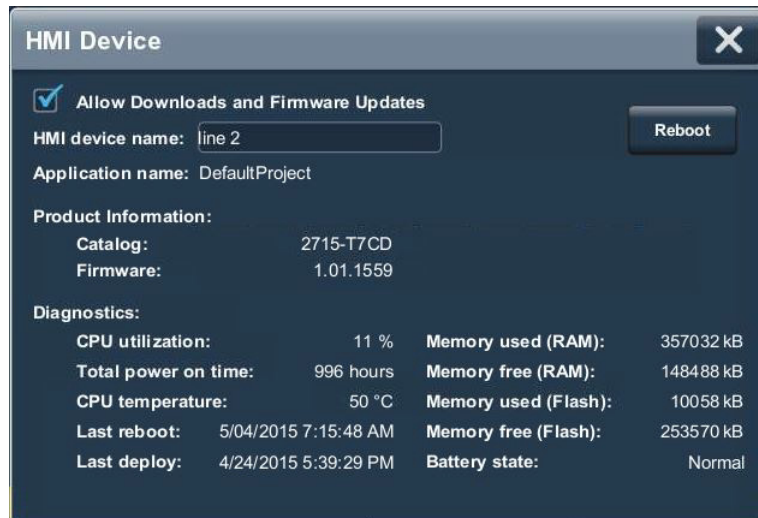 HMI Device
Allow Downloads and Firmware Updates
HMI device name: line 2
Reboot
Application name: DefaultProject
Product Information:
Catalog: 2715-T7CD
Firmware: 1.01.1559
Diagnostics:
CPU utilization: 11 % Memory used (RAM): 357032 kB
Total power on time: 996 hours Memory free (RAM): 148488 kB
CPU temperature: 50 °C Memory used (Flash): 10058 kB
Last reboot: 5/04/2015 7:15:48 AM Memory free (Flash): 253570 kB
Last deploy: 4/24/2015 5:39:29 PM Battery state: Normal